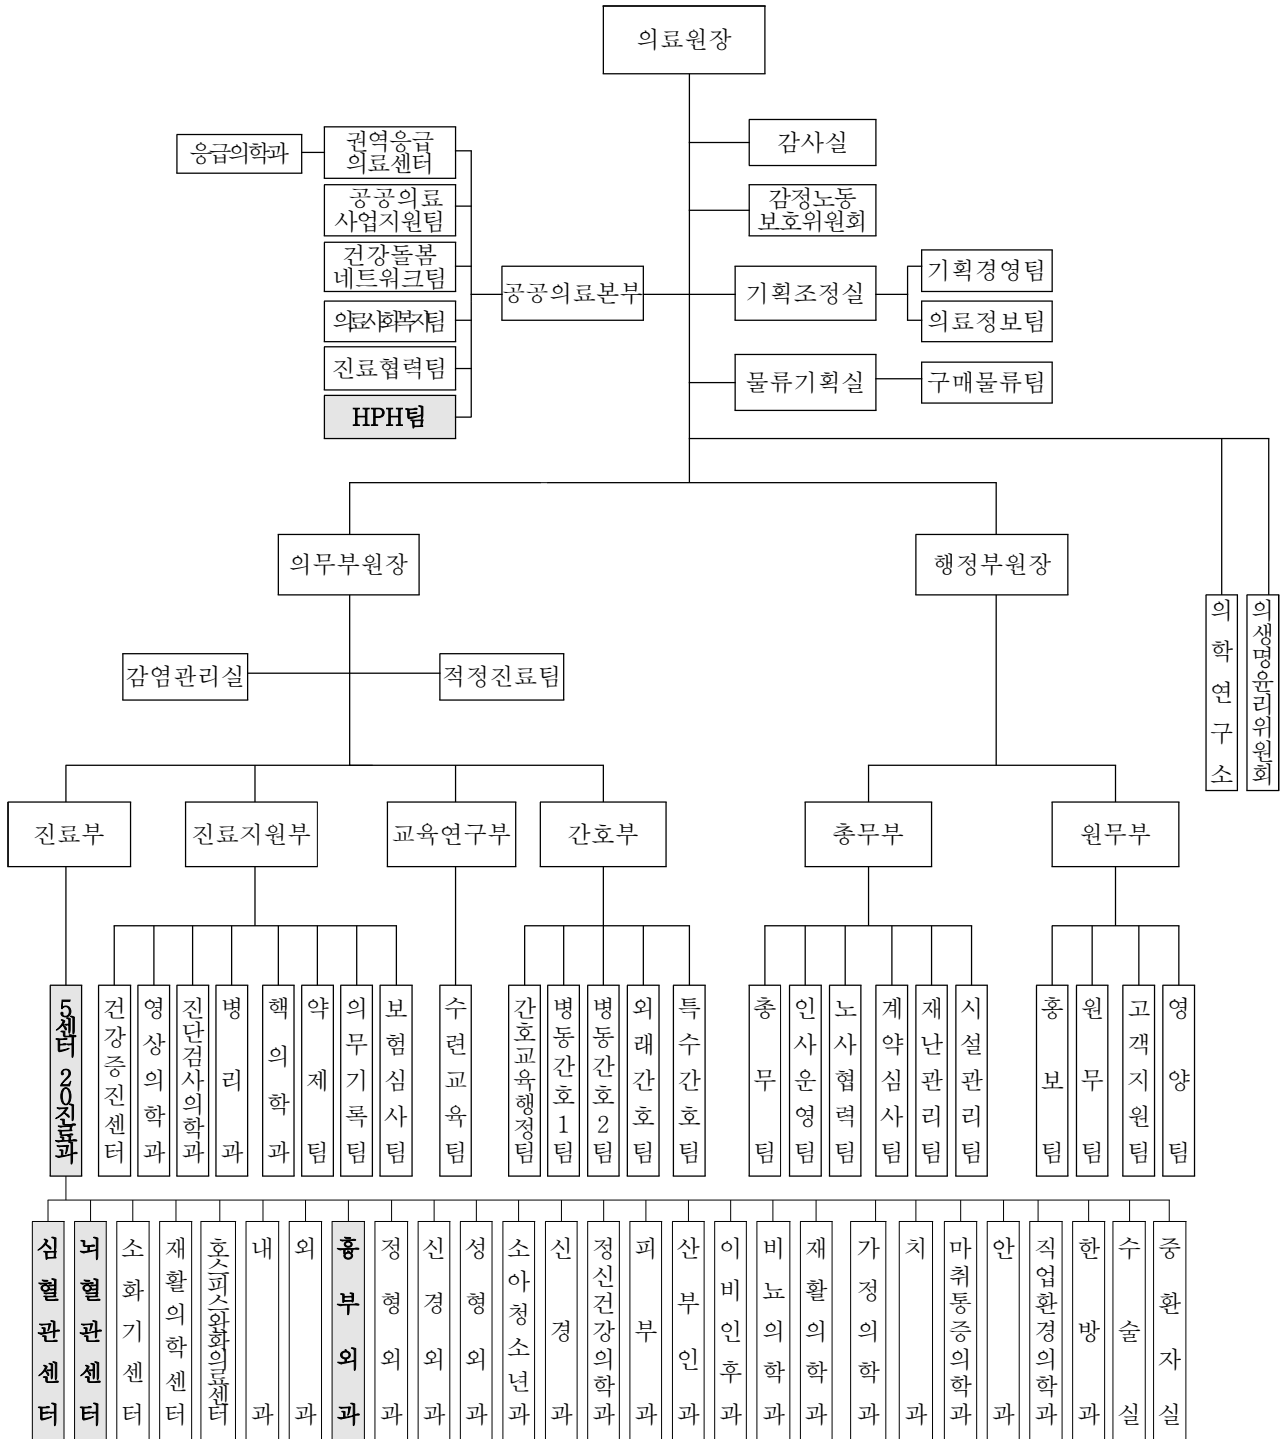 의료원장
감사실
응급의학과
권역응급
의료센터
공공의료
사업지원팀
감정노동
보호위원회
건강돌봄
네트워크팀
공공의료본부
기획조정실
기획경영팀
의료정보팀
의료사회복지팀
진료협력팀
물류기획실
구매물류팀
HPH팀
의무부원장
행정부원장
의학연구소
의생명윤리위원회
감염관리실
적정진료팀
진료부
진료지원부
교육연구부
간호부
총무부
원무부
5센터 20진료과
건강증진센터
영상의학과
진단검사의학과
병리과
핵의학과
약제팀
의무기록팀
보험심사팀
수련교육팀
간호교육행정팀
병동간호1팀
병동간호2팀
외래간호팀
특수간호팀
총무팀
인사운영팀
노사협력팀
계약심사팀
재난관리팀
시설관리팀
홍보팀
원무팀
고객지원팀
영양팀
심혈관센터
뇌혈관센터
소화기센터
재활의학센터
호스피스완화의료센터
내과
외과
흉부외과
정형외과
신경외과
성형외과
소아청소년과
신경과
정신건강의학과
피부과
산부인과
이비인후과
비뇨의학과
재활의학과
가정의학과
치과
마취통증의학과
안과
직업환경의학과
한방과
수술실
중환자실